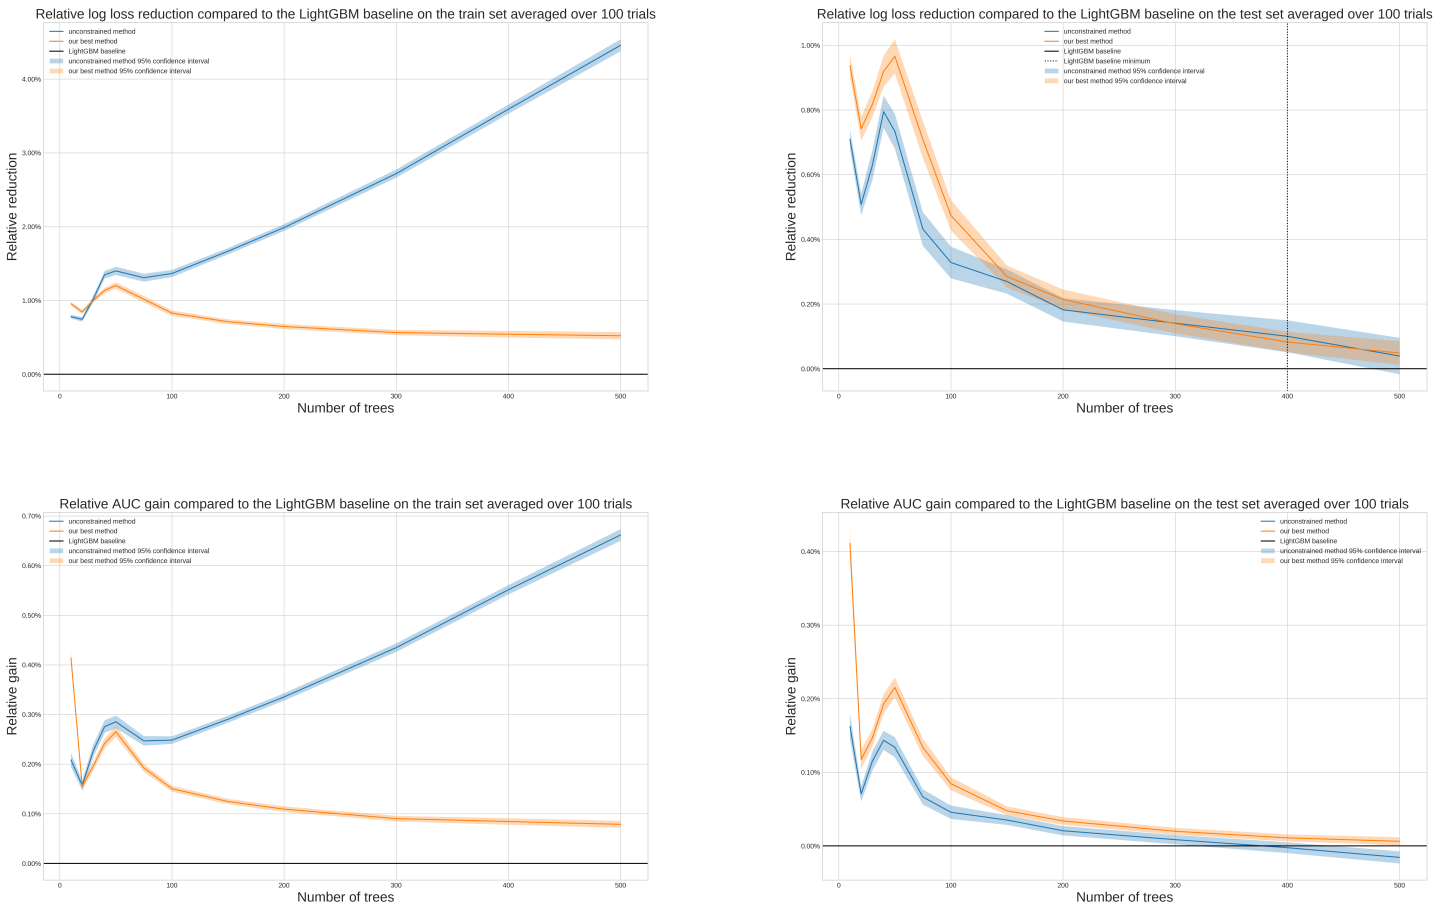 Relative log loss reduction compared to the LightGBM baseline on the train set averaged over 100 trials
unconstrained method
our best method
LightGBM baseline
unconstrained method 95% confidence interval
our best method 95% confidence interval
4.00%
3.00%
2.00%
1.00%
0.00%
Relative reduction
0 100 200 300 400 500
Number of trees
Relative log loss reduction compared to the LightGBM baseline on the test set averaged over 100 trials
unconstrained method
our best method
LightGBM baseline
LightGBM baseline minimum
unconstrained method 95% confidence interval
our best method 95% confidence interval
1.00%
0.80%
0.60%
0.40%
0.20%
0.00%
Relative reduction
0 100 200 300 400 500
Number of trees
Relative AUC gain compared to the LightGBM baseline on the train set averaged over 100 trials
unconstrained method
our best method
LightGBM baseline
unconstrained method 95% confidence interval
our best method 95% confidence interval
0.70%
0.60%
0.50%
0.40%
0.30%
0.20%
0.10%
0.00%
Relative gain
0 100 200 300 400 500
Number of trees
Relative AUC gain compared to the LightGBM baseline on the test set averaged over 100 trials
unconstrained method
our best method
LightGBM baseline
unconstrained method 95% confidence interval
our best method 95% confidence interval
0.40%
0.30%
0.20%
0.10%
0.00%
Relative gain
0 100 200 300 400 500
Number of trees